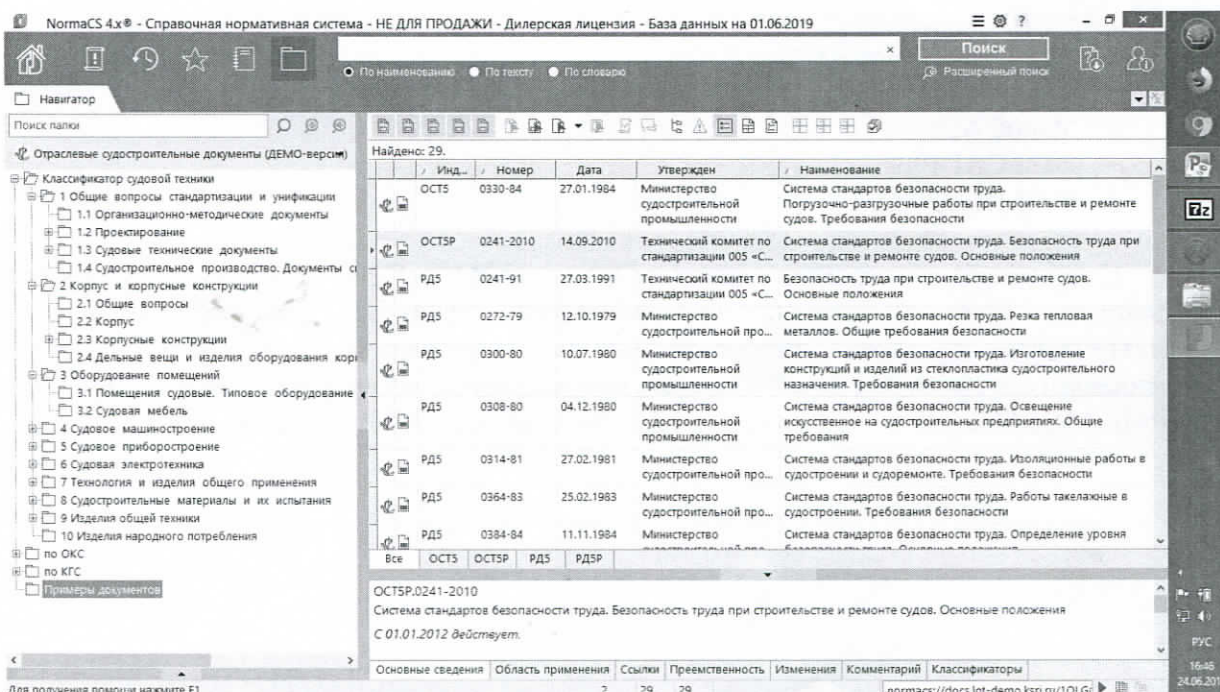 NormaCS 4.x® - Справочная нормативная система - НЕ ДЛЯ ПРОДАЖИ - Дилерская лицензия - База данных на 01.06.2019
Поиск
По наименованию По тексту По словарю
Расширенный поиск
Навигатор
Поиск папки
Отраслевые судостроительные документы (ДЕМО-версия)
Классификатор судовой техники
1 Общие вопросы стандартизации и унификации
1.1 Организационно-методические документы
1.2 Проектирование
1.3 Судовые технические документы
1.4 Судостроительное производство. Документы
2 Корпус и корпусные конструкции
2.1 Общие вопросы
2.2 Корпус
2.3 Корпусные конструкции
2.4 Дельные вещи и изделия оборудования
3 Оборудование помещений
3.1 Помещения судовые. Типовое оборудование
3.2 Судовая мебель
4 Судовое машиностроение
5 Судовое приборостроение
6 Судовая электротехника
7 Технология и изделия общего применения
8 Судостроительные материалы и их испытания
9 Изделия общей техники
10 Изделия народного потребления
по ОКС
по КГС
Примеры документов
Найдено: 29.
Инд... Номер Дата Утвержден Наименование
ОСТ5 0330-84 27.01.1984 Министерство судостроительной промышленности Система стандартов безопасности труда. Погрузочно-разгрузочные работы при строительстве и ремонте судов. Требования безопасности
ОСТ5Р 0241-2010 14.09.2010 Технический комитет по стандартизации 005 «С... Система стандартов безопасности труда. Безопасность труда при строительстве и ремонте судов. Основные положения
РД5 0241-91 27.03.1991 Технический комитет по стандартизации 005 «С... Безопасность труда при строительстве и ремонте судов. Основные положения
РД5 0272-79 12.10.1979 Министерство судостроительной про... Система стандартов безопасности труда. Резка тепловая металлов. Общие требования безопасности
РД5 0300-80 10.07.1980 Министерство судостроительной промышленности Система стандартов безопасности труда. Изготовление конструкций и изделий из стеклопластика судостроительного назначения. Требования безопасности
РД5 0308-80 04.12.1980 Министерство судостроительной промышленности Система стандартов безопасности труда. Освещение искусственное на судостроительных предприятиях. Общие требования
РД5 0314-81 27.02.1981 Министерство судостроительной про... Система стандартов безопасности труда. Изоляционные работы в судостроении и судоремонте. Требования безопасности
РД5 0364-83 25.02.1983 Министерство судостроительной про... Система стандартов безопасности труда. Работы такелажные в судостроении. Требования безопасности
РД5 0384-84 11.11.1984 Министерство Система стандартов безопасности труда. Определение уровня
Все ОСТ5 ОСТ5Р РД5 РД5Р
ОСТ5Р.0241-2010
Система стандартов безопасности труда. Безопасность труда при строительстве и ремонте судов. Основные положения
С 01.01.2012 действует.
Основные сведения Область применения Ссылки Преемственность Изменения Комментарий Классификаторы
Для получения помощи нажмите F1
2 29 29
РУС
16:46